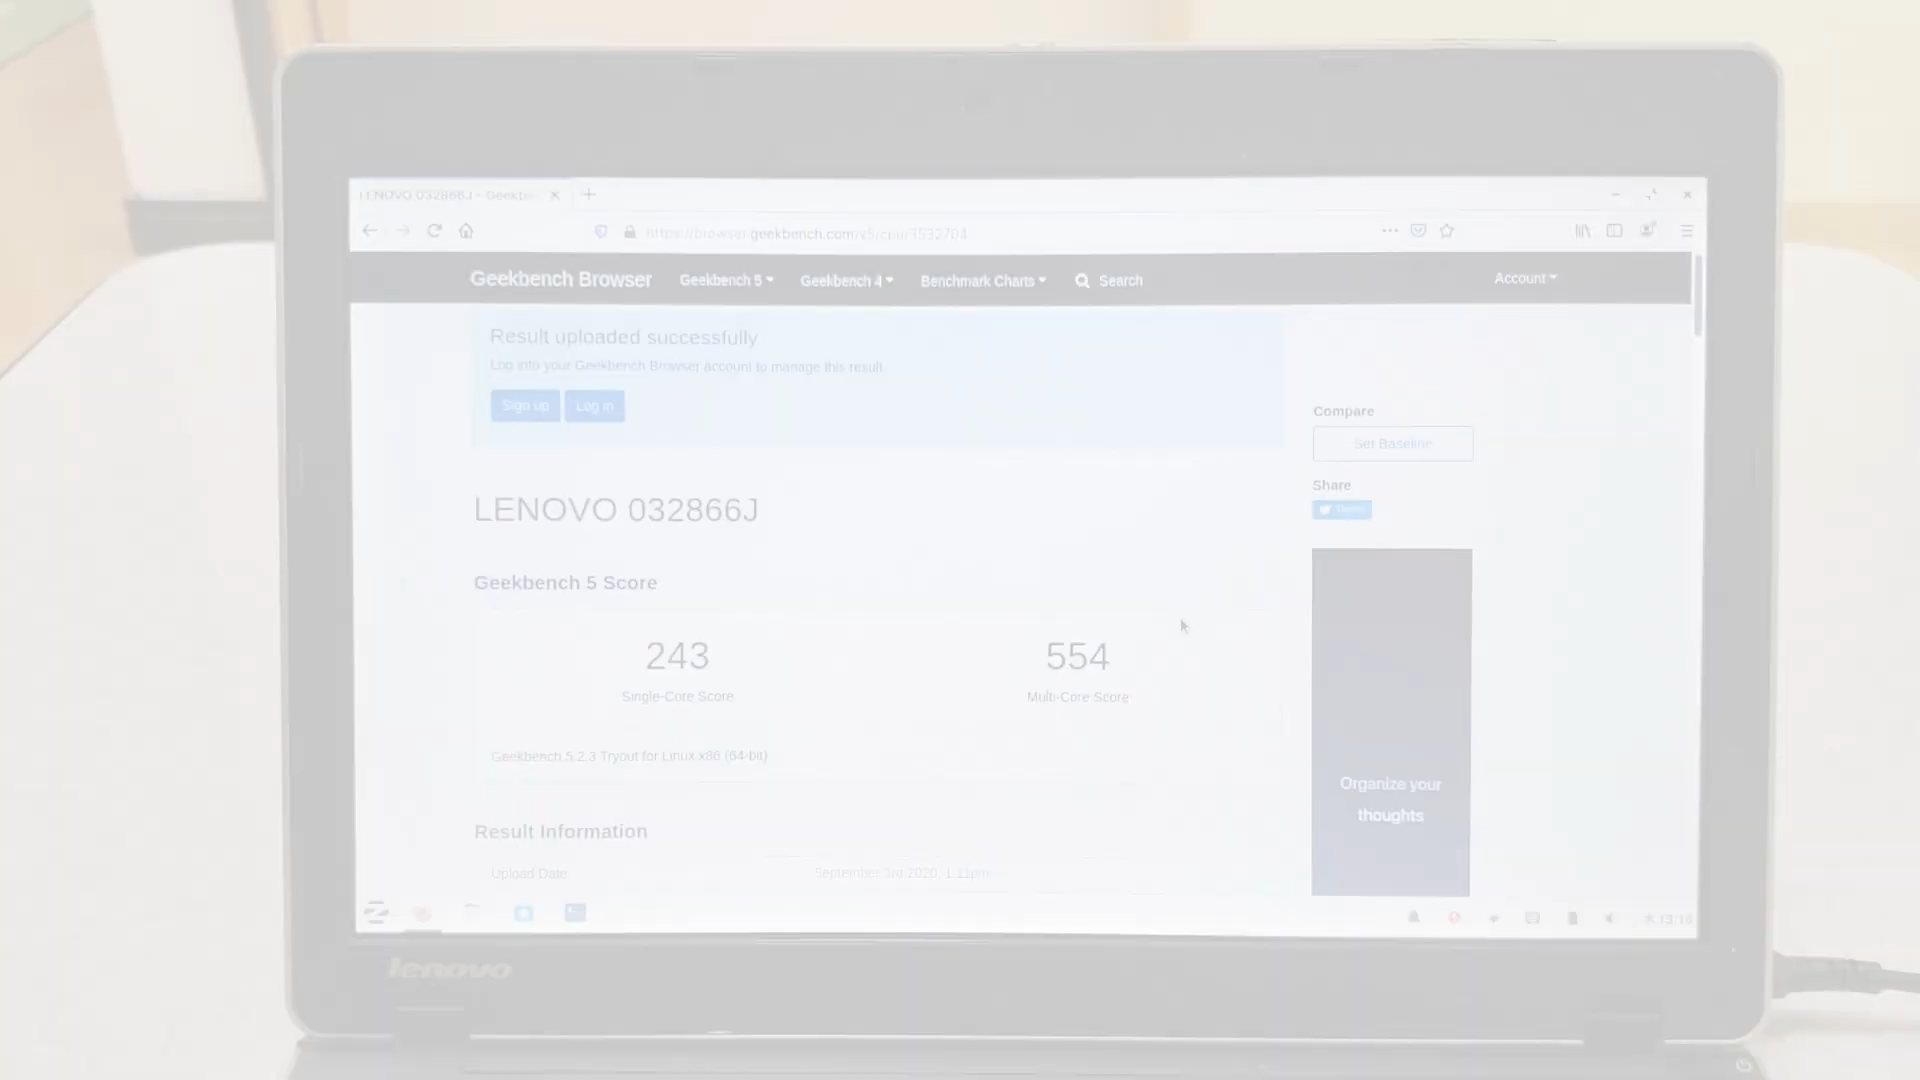 LENOVO 032866J - Geekbe
https://browser.geekbench.com/v5/cpu/3532704
Geekbench Browser Geekbench 5 Geekbench 4 Benchmark Charts Search Account
Result uploaded successfully
Log into your Geekbench Browser account to manage this result.
Sign up Log in
Compare
Set Baseline
Share
Tweet
LENOVO 032866J
Geekbench 5 Score
243 554
Single-Core Score Multi-Core Score
Geekbench 5.2.3 Tryout for Linux x86 (64-bit)
Organize your
thoughts
Result Information
Upload Date September 3rd 2020, 1:11pm
lenovo